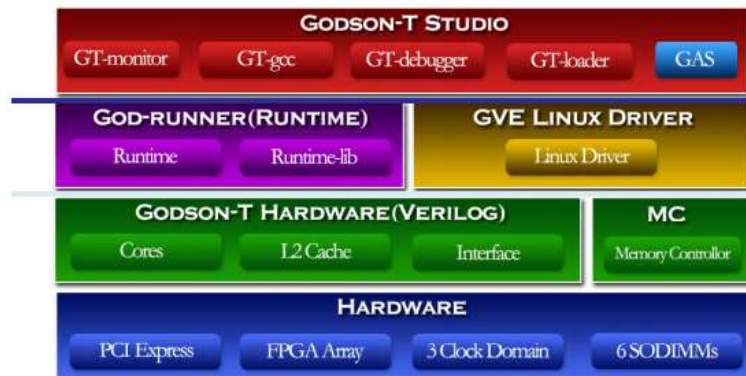 GODSON-T STUDIO
GT-monitor GT-gcc GT-debugger GT-loader GAS
GOD-RUNNER(RUNTIME) GVE LINUX DRIVER
Runtime Runtime-lib Linux Driver
GODSON-T HARDWARE(VERILOG) MC
Cores L2 Cache Interface Memory Controllor
HARDWARE
PCI Express FPGA Array 3 Clock Domain 6 SODIMMs